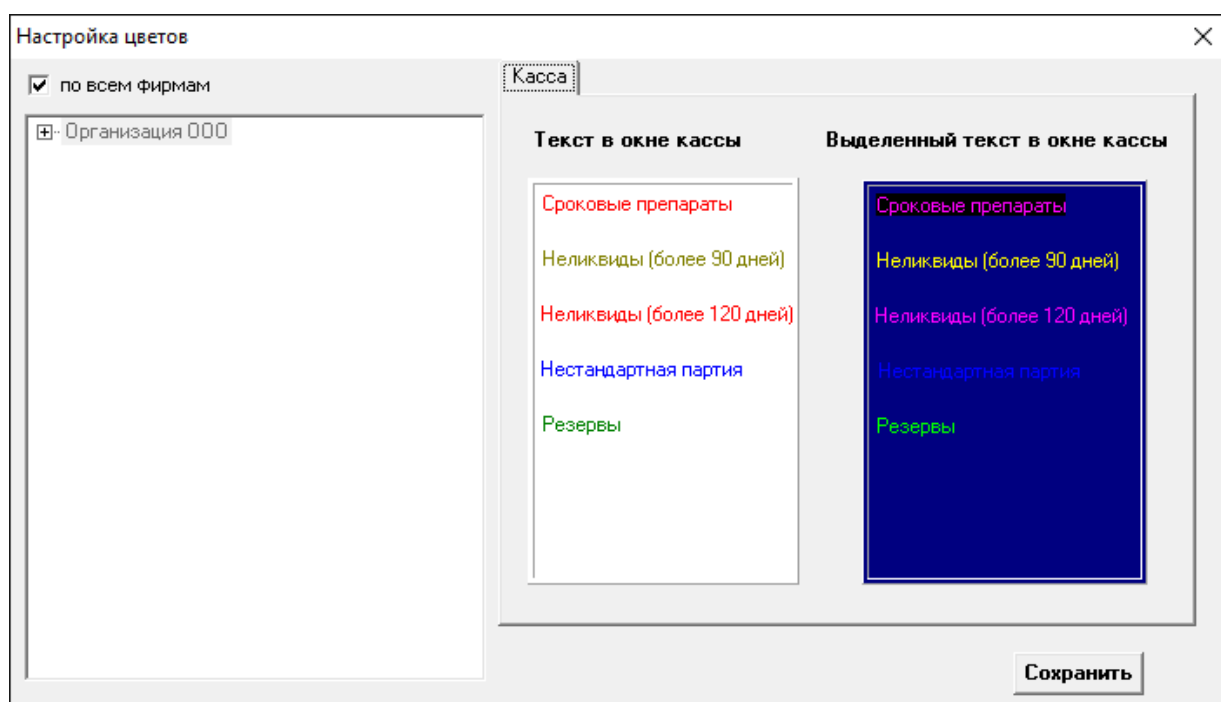 Настройка цветов
по всем фирмам
Организация ООО
Касса
Текст в окне кассы
Сроковые препараты
Неликвиды (более 90 дней)
Неликвиды (более 120 дней)
Нестандартная партия
Резервы
Выделенный текст в окне кассы
Сроковые препараты
Неликвиды (более 90 дней)
Неликвиды (более 120 дней)
Нестандартная партия
Резервы
Сохранить